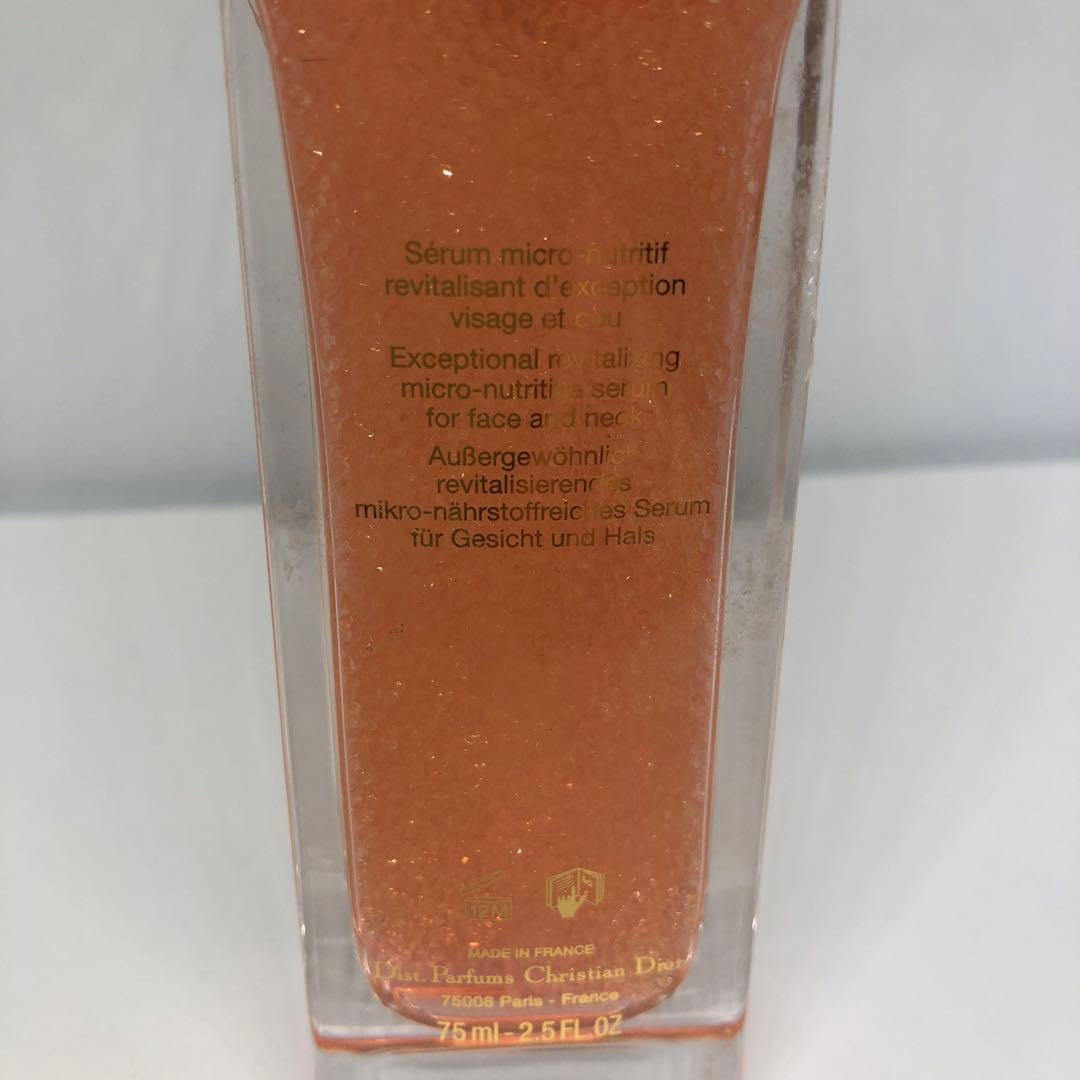 Sérum micro-nutritif
revitalisant d'exception
visage et cou
Exceptional revitalizing
micro-nutritive serum
for face and neck
Außergewöhnlich
revitalisierendes
mikro-nährstoffreiches Serum
für Gesicht und Hals
12M
MADE IN FRANCE
Dist. Parfums Christian Dior
75008 Paris - France
75 ml - 2.5 FL.OZ